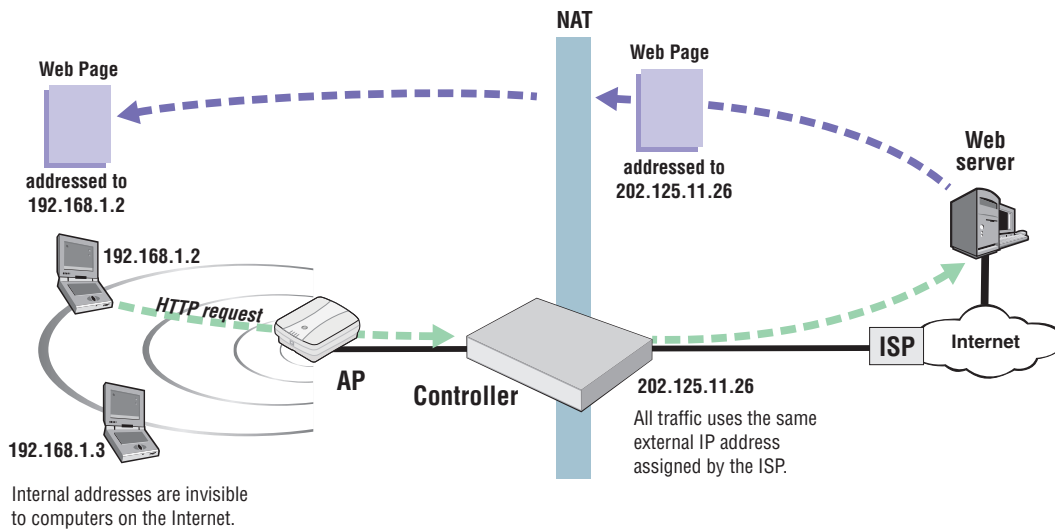 NAT
Web Page
Web Page
addressed to
192.168.1.2
addressed to
202.125.11.26
Web
server
192.168.1.2
HTTP request
AP
Controller
ISP
Internet
202.125.11.26
All traffic uses the same
external IP address
assigned by the ISP.
192.168.1.3
Internal addresses are invisible
to computers on the Internet.